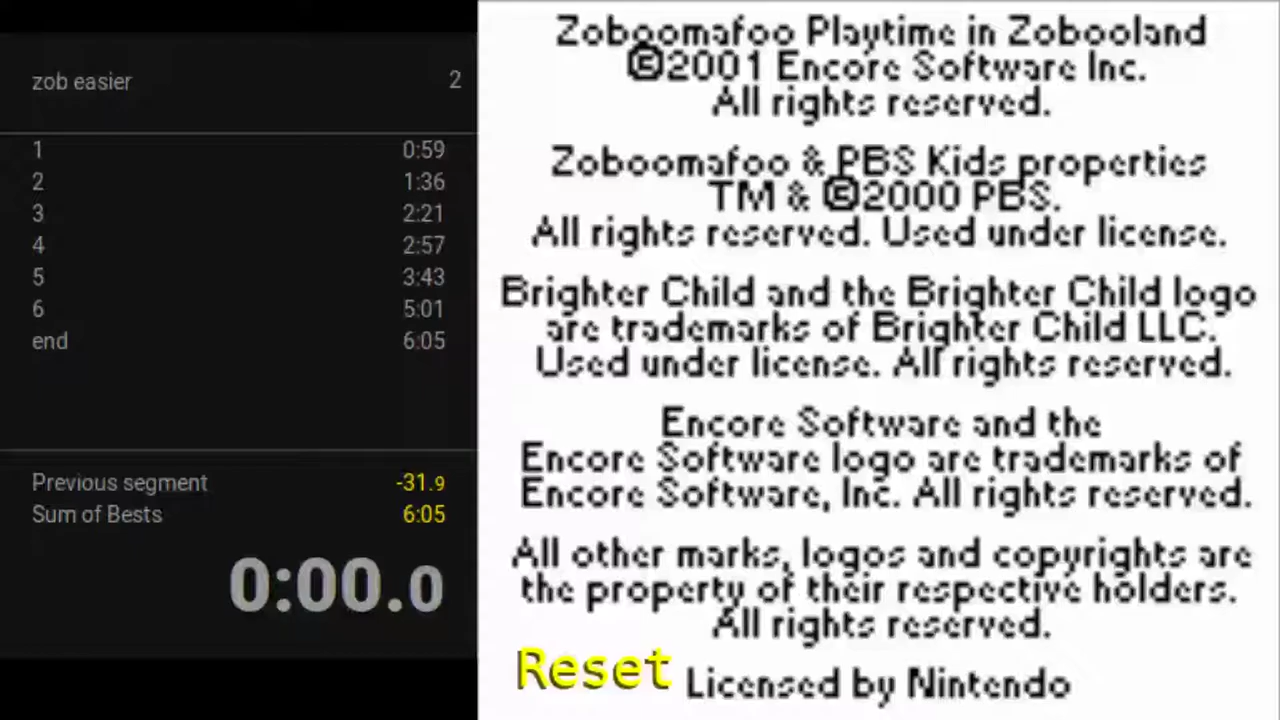 zob easier 2
1 0:59
2 1:36
3 2:21
4 2:57
5 3:43
6 5:01
end 6:05
Previous segment -31.9
Sum of Bests 6:05
0:00.0
Zoboomafoo Playtime in Zobooland
©2001 Encore Software Inc.
All rights reserved.
Zoboomafoo & PBS Kids properties
TM & ©2000 PBS.
All rights reserved. Used under license.
Brighter Child and the Brighter Child logo
are trademarks of Brighter Child LLC.
Used under license. All rights reserved.
Encore Software and the
Encore Software logo are trademarks of
Encore Software, Inc. All rights reserved.
All other marks, logos and copyrights are
the property of their respective holders.
All rights reserved.
Reset
Licensed by Nintendo